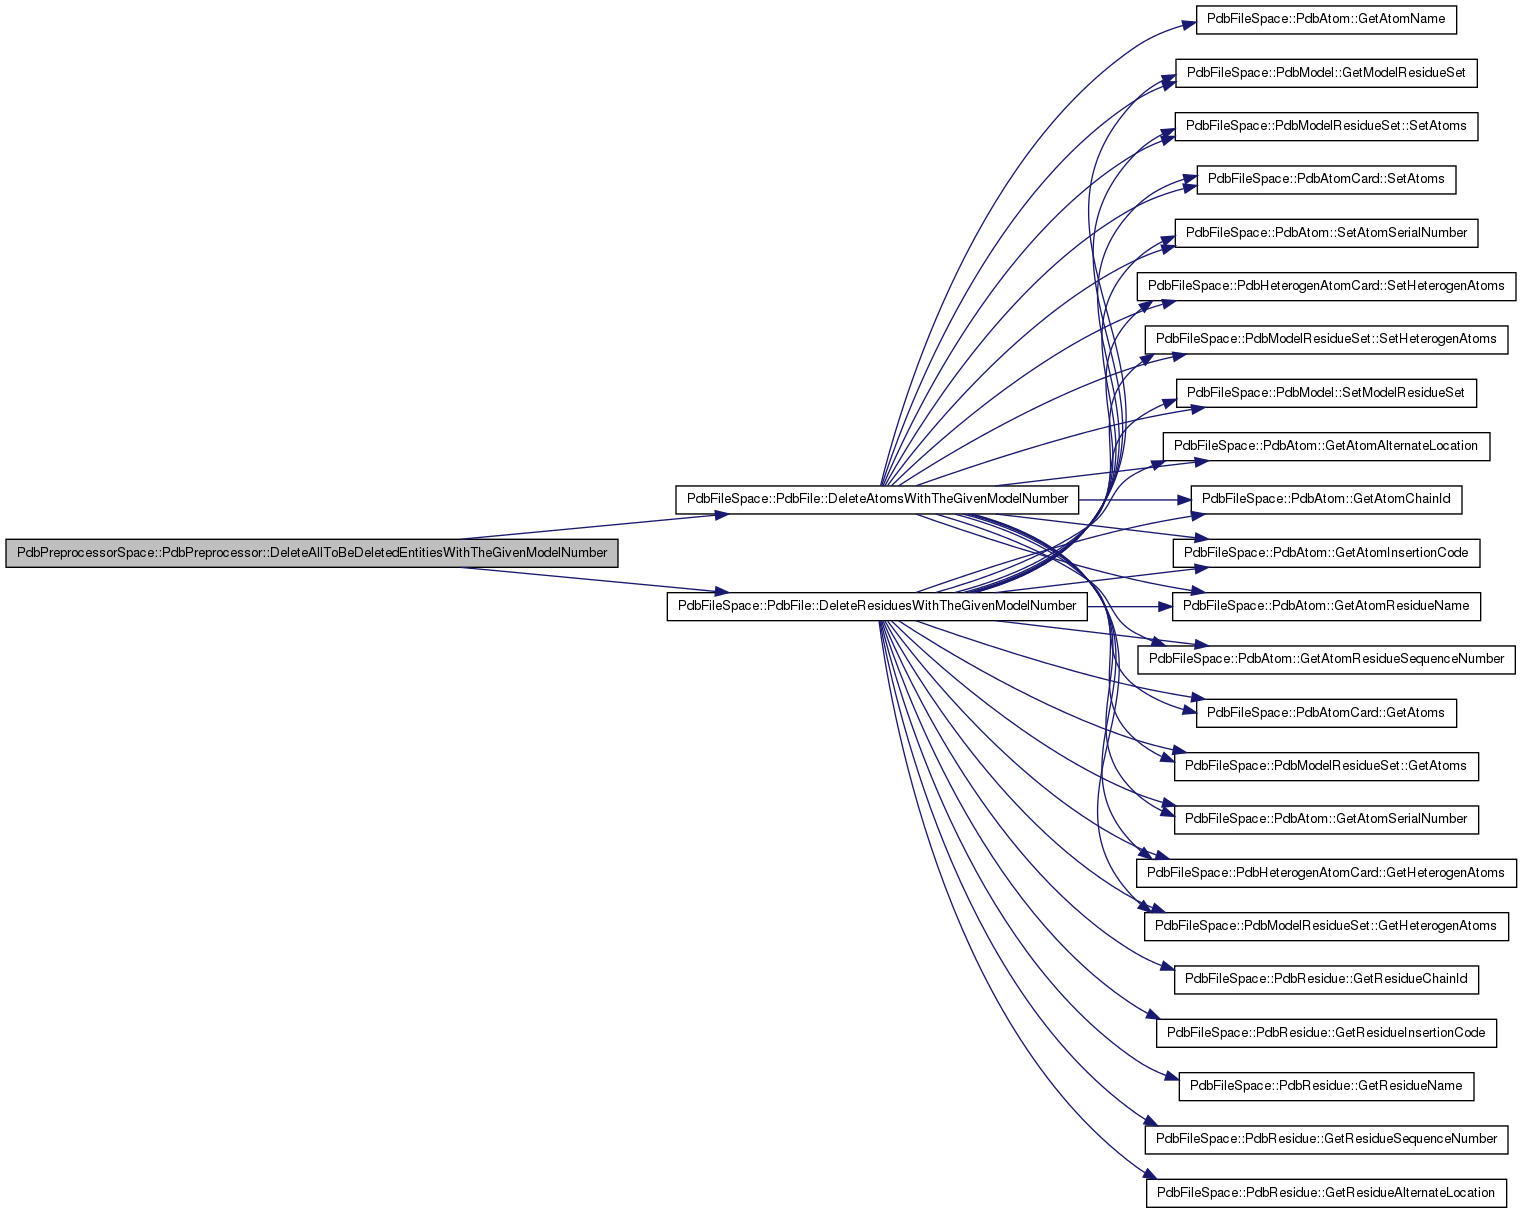 PdbFileSpace::PdbAtom::GetAtomName
PdbFileSpace::PdbModel::GetModelResidueSet
PdbFileSpace::PdbModelResidueSet::SetAtoms
PdbFileSpace::PdbAtomCard::SetAtoms
PdbFileSpace::PdbAtom::SetAtomSerialNumber
PdbFileSpace::PdbHeterogenAtomCard::SetHeterogenAtoms
PdbFileSpace::PdbModelResidueSet::SetHeterogenAtoms
PdbFileSpace::PdbModel::SetModelResidueSet
PdbFileSpace::PdbAtom::GetAtomAlternateLocation
PdbFileSpace::PdbFile::DeleteAtomsWithTheGivenModelNumber
PdbFileSpace::PdbAtom::GetAtomChainId
PdbPreprocessorSpace::PdbPreprocessor::DeleteAllToBeDeletedEntitiesWithTheGivenModelNumber
PdbFileSpace::PdbAtom::GetAtomInsertionCode
PdbFileSpace::PdbFile::DeleteResiduesWithTheGivenModelNumber
PdbFileSpace::PdbAtom::GetAtomResidueName
PdbFileSpace::PdbAtom::GetAtomResidueSequenceNumber
PdbFileSpace::PdbAtomCard::GetAtoms
PdbFileSpace::PdbModelResidueSet::GetAtoms
PdbFileSpace::PdbAtom::GetAtomSerialNumber
PdbFileSpace::PdbHeterogenAtomCard::GetHeterogenAtoms
PdbFileSpace::PdbModelResidueSet::GetHeterogenAtoms
PdbFileSpace::PdbResidue::GetResidueChainId
PdbFileSpace::PdbResidue::GetResidueInsertionCode
PdbFileSpace::PdbResidue::GetResidueName
PdbFileSpace::PdbResidue::GetResidueSequenceNumber
PdbFileSpace::PdbResidue::GetResidueAlternateLocation